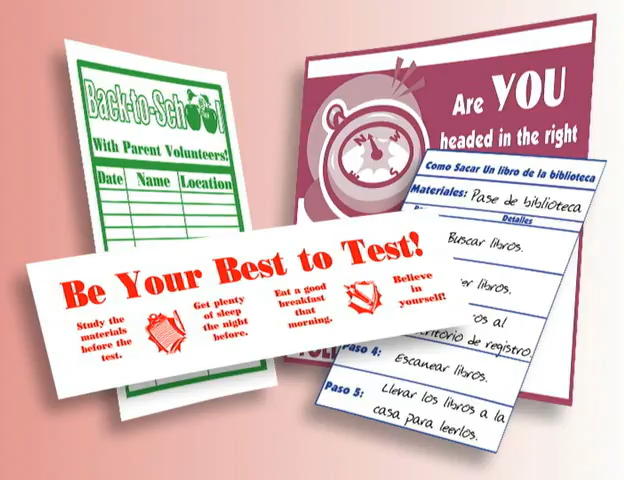 Back-to-School
With Parent Volunteers!
Date Name Location
Are YOU
headed in the right
N W
Como Sacar Un libro de la biblioteca
Materiales: Pase de biblioteca
Detalles
Buscar libros.
libros.
al
de registro.
Paso 4: Escanear libros.
Paso 5: Llevar los libros a la
casa para leerlos.
Be Your Best to Test!
Study the
materials
before the
test.
Get plenty
of sleep
the night
before.
Eat a good
breakfast
that
morning.
Believe
in
yourself!